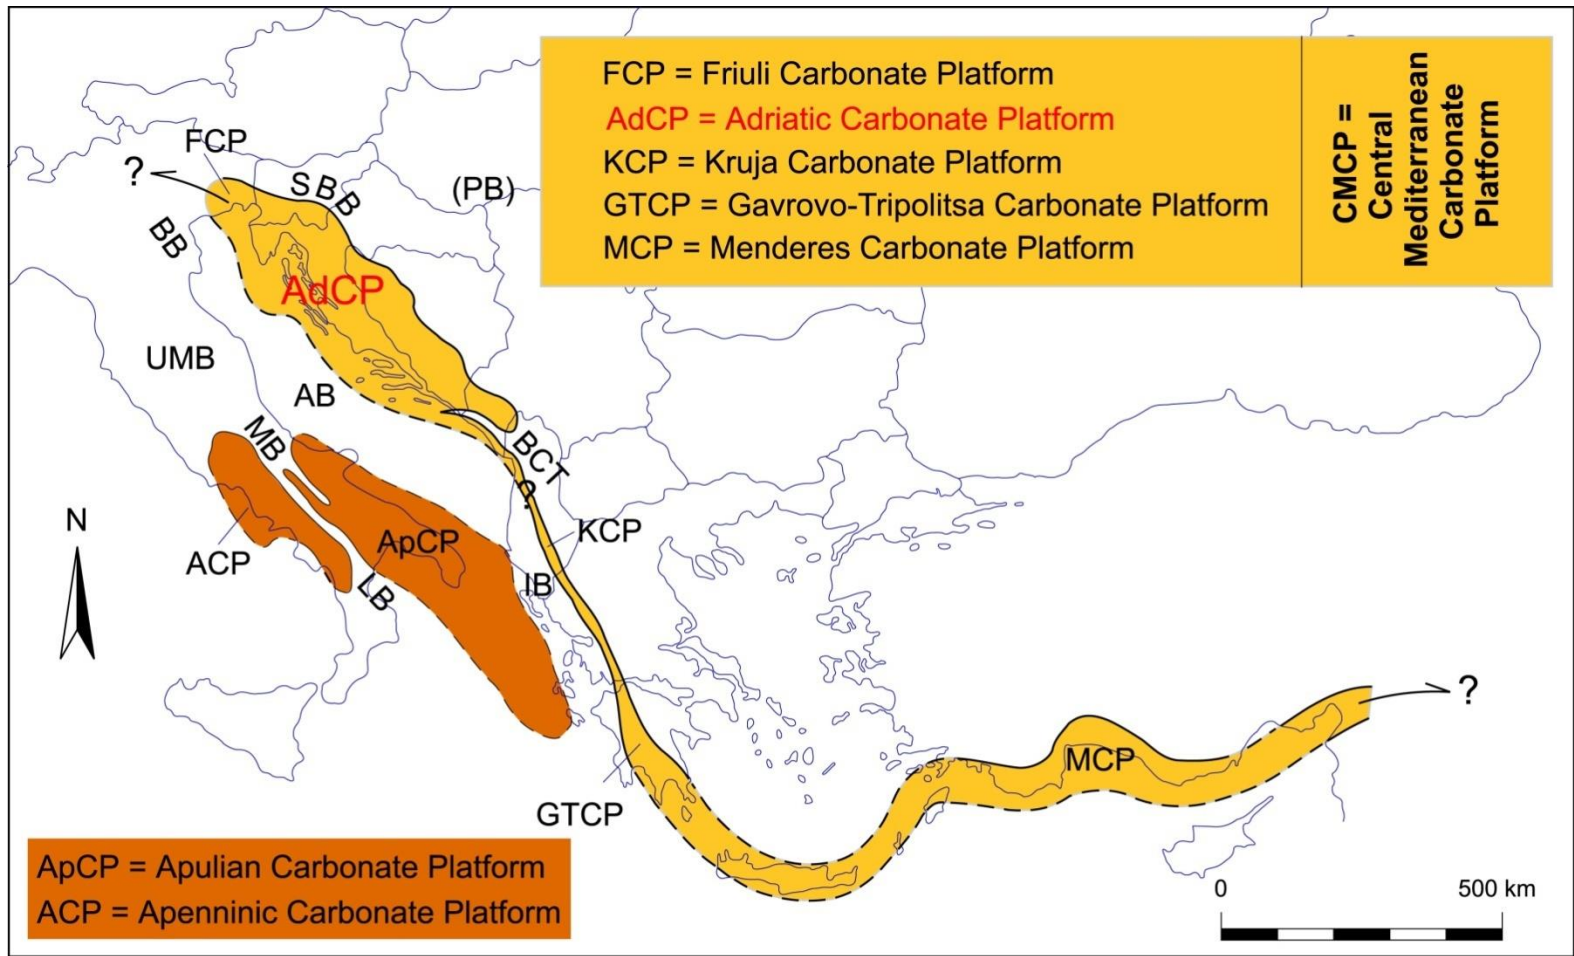 FCP = Friuli Carbonate Platform
AdCP = Adriatic Carbonate Platform
KCP = Kruja Carbonate Platform
GTCP = Gavrovo-Tripolitsa Carbonate Platform
MCP = Menderes Carbonate Platform
CMCP =
Central
Mediterranean
Carbonate
Platform
FCP
?
SBB
(PB)
BB
AdCP
UMB
AB
MB
BCT
?
N
KCP
ApCP
ACP
IB
LB
?
MCP
GTCP
ApCP = Apulian Carbonate Platform
ACP = Apenninic Carbonate Platform
0 500 km